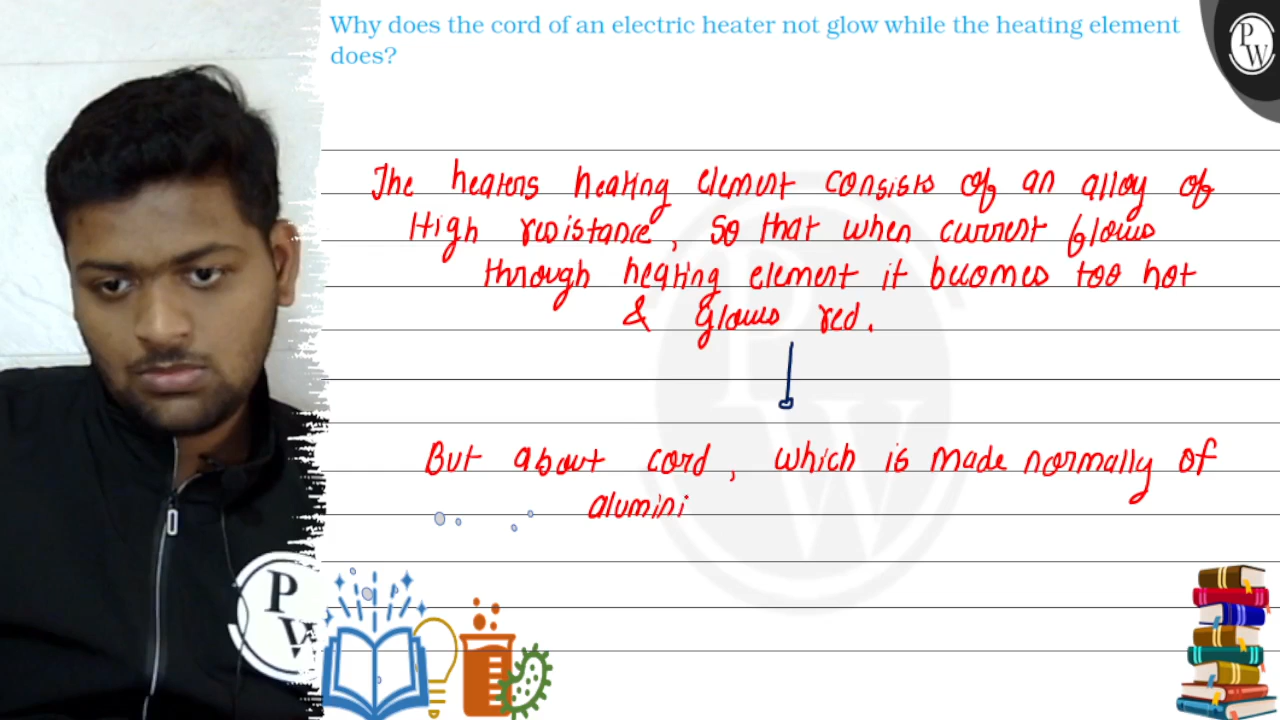 Why does the cord of an electric heater not glow while the heating element
does?
P
W
The heaters heating element consists of an alloy of
High resistance, so that when current flows
through heating element it becomes too hot
& glows red.
But about cord, which is made normally of
alumini
P
W
P
W